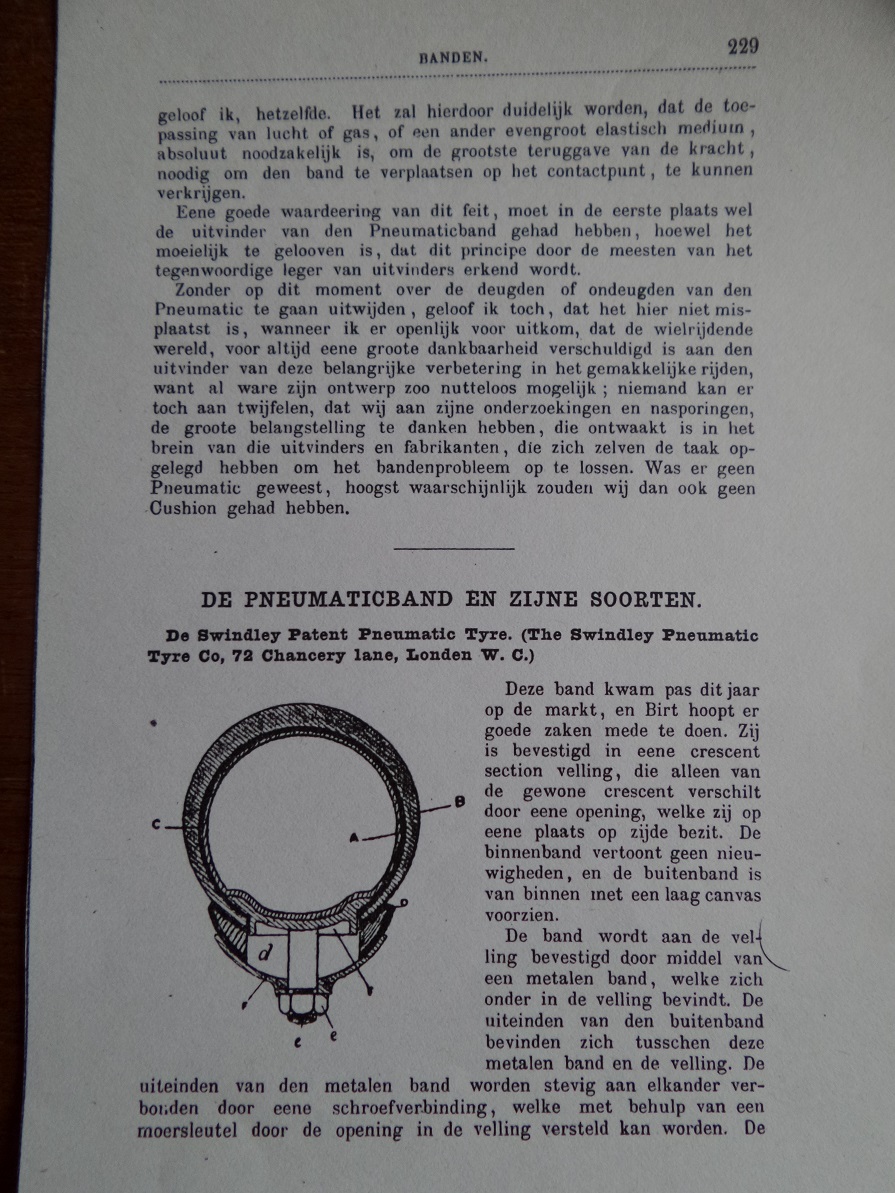 BANDEN. 229
geloof ik, hetzelfde. Het zal hierdoor duidelijk worden, dat de toe-
passing van lucht of gas, of een ander evengroot elastisch medium,
absoluut noodzakelijk is, om de grootste teruggave van de kracht,
noodig om den band te verplaatsen op het contactpunt, te kunnen
verkrijgen.
Eene goede waardeering van dit feit, moet in de eerste plaats wel
de uitvinder van den Pneumaticband gehad hebben, hoewel het
moeielijk te gelooven is, dat dit principe door de meesten van het
tegenwoordige leger van uitvinders erkend wordt.
Zonder op dit moment over de deugden of ondeugden van den
Pneumatic te gaan uitwijden, geloof ik toch, dat het hier niet mis-
plaatst is, wanneer ik er openlijk voor uitkom, dat de wielrijdende
wereld, voor altijd eene groote dankbaarheid verschuldigd is aan den
uitvinder van deze belangrijke verbetering in het gemakkelijke rijden,
want al ware zijn ontwerp zoo nutteloos mogelijk; niemand kan er
toch aan twijfelen, dat wij aan zijne onderzoekingen en nasporingen,
de groote belangstelling te danken hebben, die ontwaakt is in het
brein van die uitvinders en fabrikanten, die zich zelven de taak op-
gelegd hebben om het bandenprobleem op te lossen. Was er geen
Pneumatic geweest, hoogst waarschijnlijk zouden wij dan ook geen
Cushion gehad hebben.
DE PNEUMATICBAND EN ZIJNE SOORTEN.
De Swindley Patent Pneumatic Tyre. (The Swindley Pneumatic
Tyre Co, 72 Chancery lane, Londen W. C.)
Deze band kwam pas dit jaar
op de markt, en Birt hoopt er
goede zaken mede te doen. Zij
is bevestigd in eene crescent
section velling, die alleen van
de gewone crescent verschilt
door eene opening, welke zij op
eene plaats op zijde bezit. De
binnenband vertoont geen nieu-
wigheden, en de buitenband is
van binnen met een laag canvas
voorzien.
De band wordt aan de vel-
ling bevestigd door middel van
een metalen band, welke zich
onder in de velling bevindt. De
uiteinden van den buitenband
bevinden zich tusschen deze
metalen band en de velling. De
uiteinden van den metalen band worden stevig aan elkander ver-
bonden door eene schroefverbinding, welke met behulp van een
moersleutel door de opening in de velling versteld kan worden. De
C
B
A
D
d
e
e